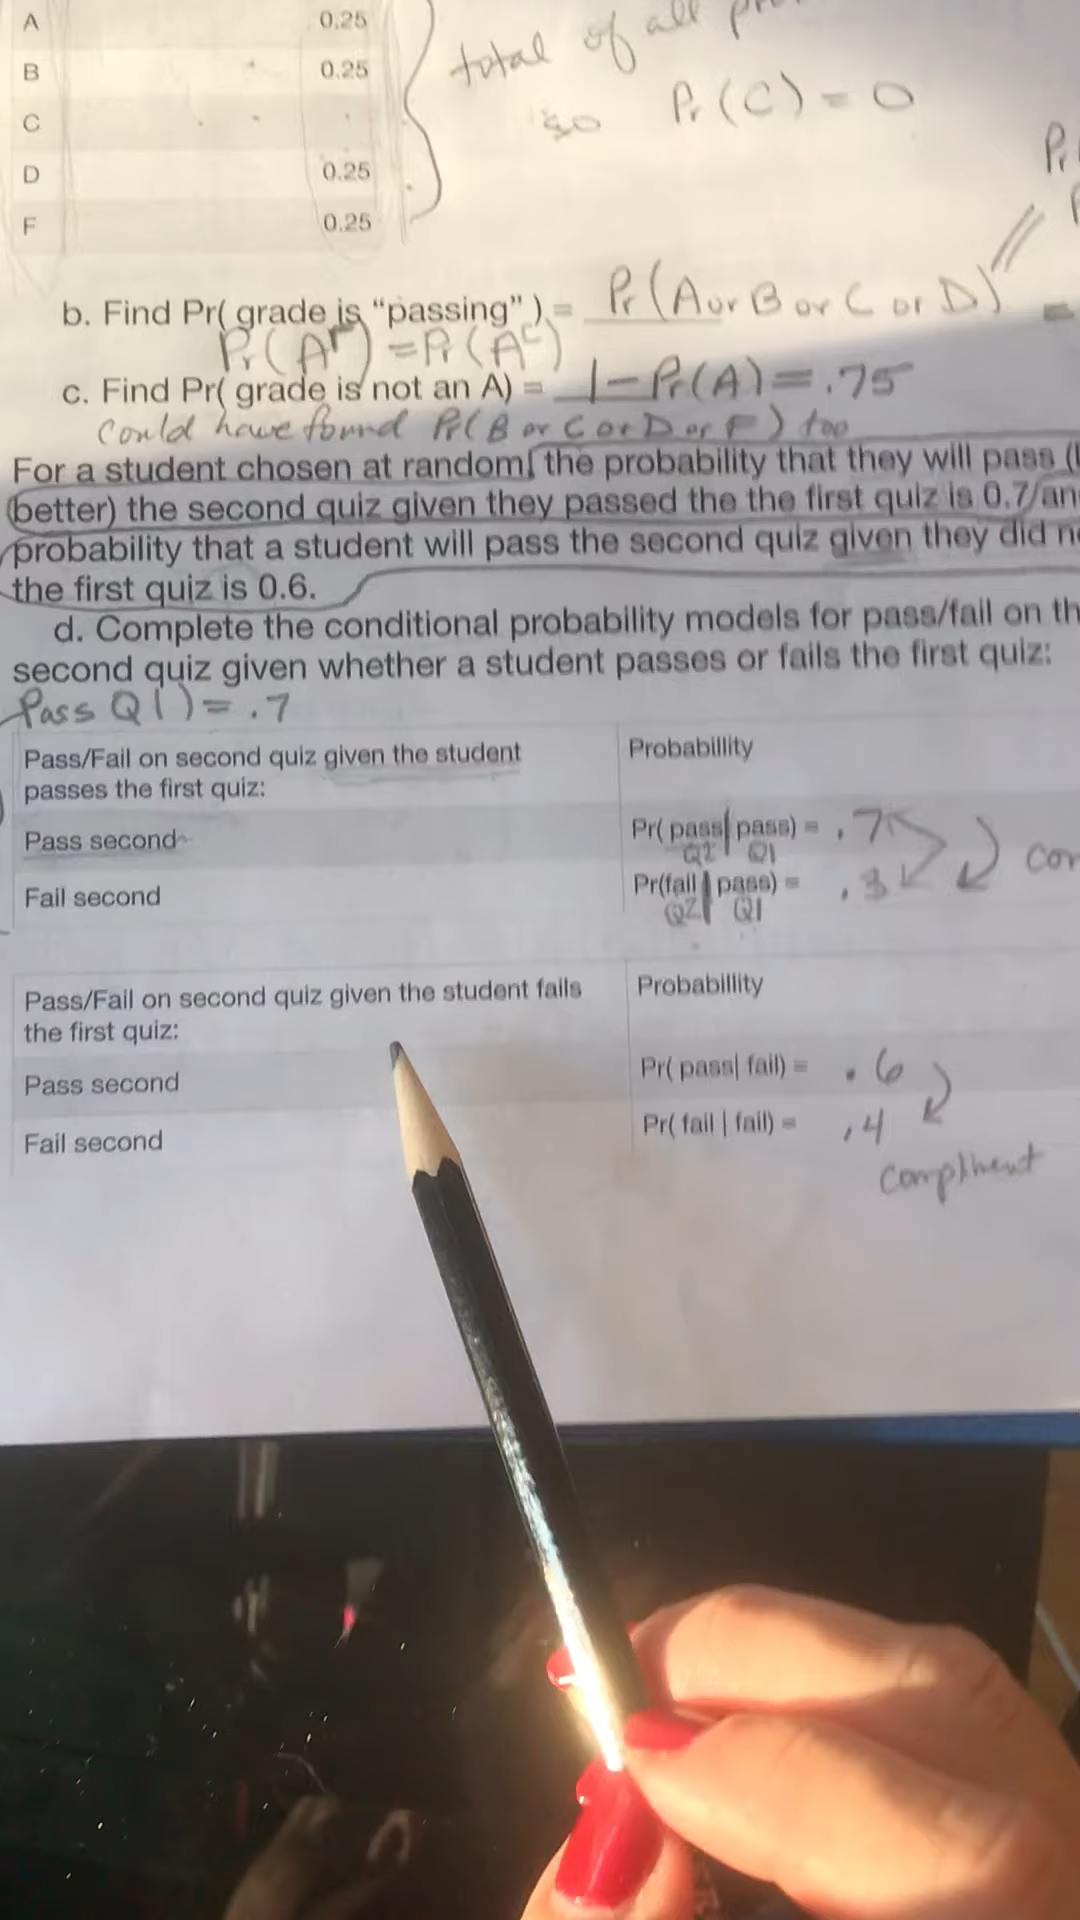 A 0.25
B 0.25
C
D 0.25
F 0.25
total of all
so Pr(C) = 0
b. Find Pr( grade is “passing” ) = Pr(A or B or C or D) =
= Pr(Aᶜ)
c. Find Pr( grade is not an A) = 1-Pr(A)=.75
Could have found Pr(B or C or D or F) too
For a student chosen at random, the probability that they will pass
better) the second quiz given they passed the the first quiz is 0.7
probability that a student will pass the second quiz given they did
the first quiz is 0.6.
d. Complete the conditional probability models for pass/fail on
second quiz given whether a student passes or fails the first quiz:
Pass Q1) = .7
Pass/Fail on second quiz given the student Probabillity
passes the first quiz:
Pass second Pr( pass| pass) = .7
Q2 Q1
Fail second Pr(fail | pass) = .3
Q2 Q1
Pass/Fail on second quiz given the student fails Probabillity
the first quiz:
Pass second Pr( pass| fail) = .6
Fail second Pr( fail | fail) = .4
compliment